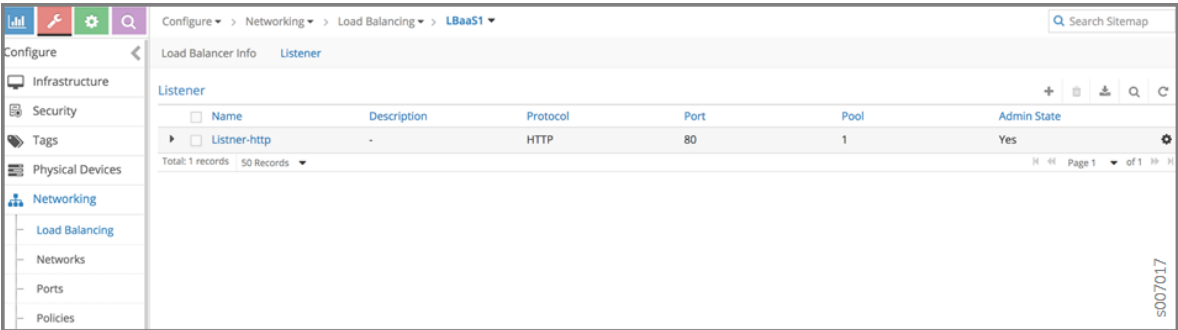 Configure > Networking > Load Balancing > LBaaS1
Search Sitemap
Configure
Load Balancer Info Listener
Infrastructure
Security
Tags
Physical Devices
Networking
Load Balancing
Networks
Ports
Policies
Listener
Name Description Protocol Port Pool Admin State
Listner-http - HTTP 80 1 Yes
Total: 1 records 50 Records Page 1 of 1
s007017